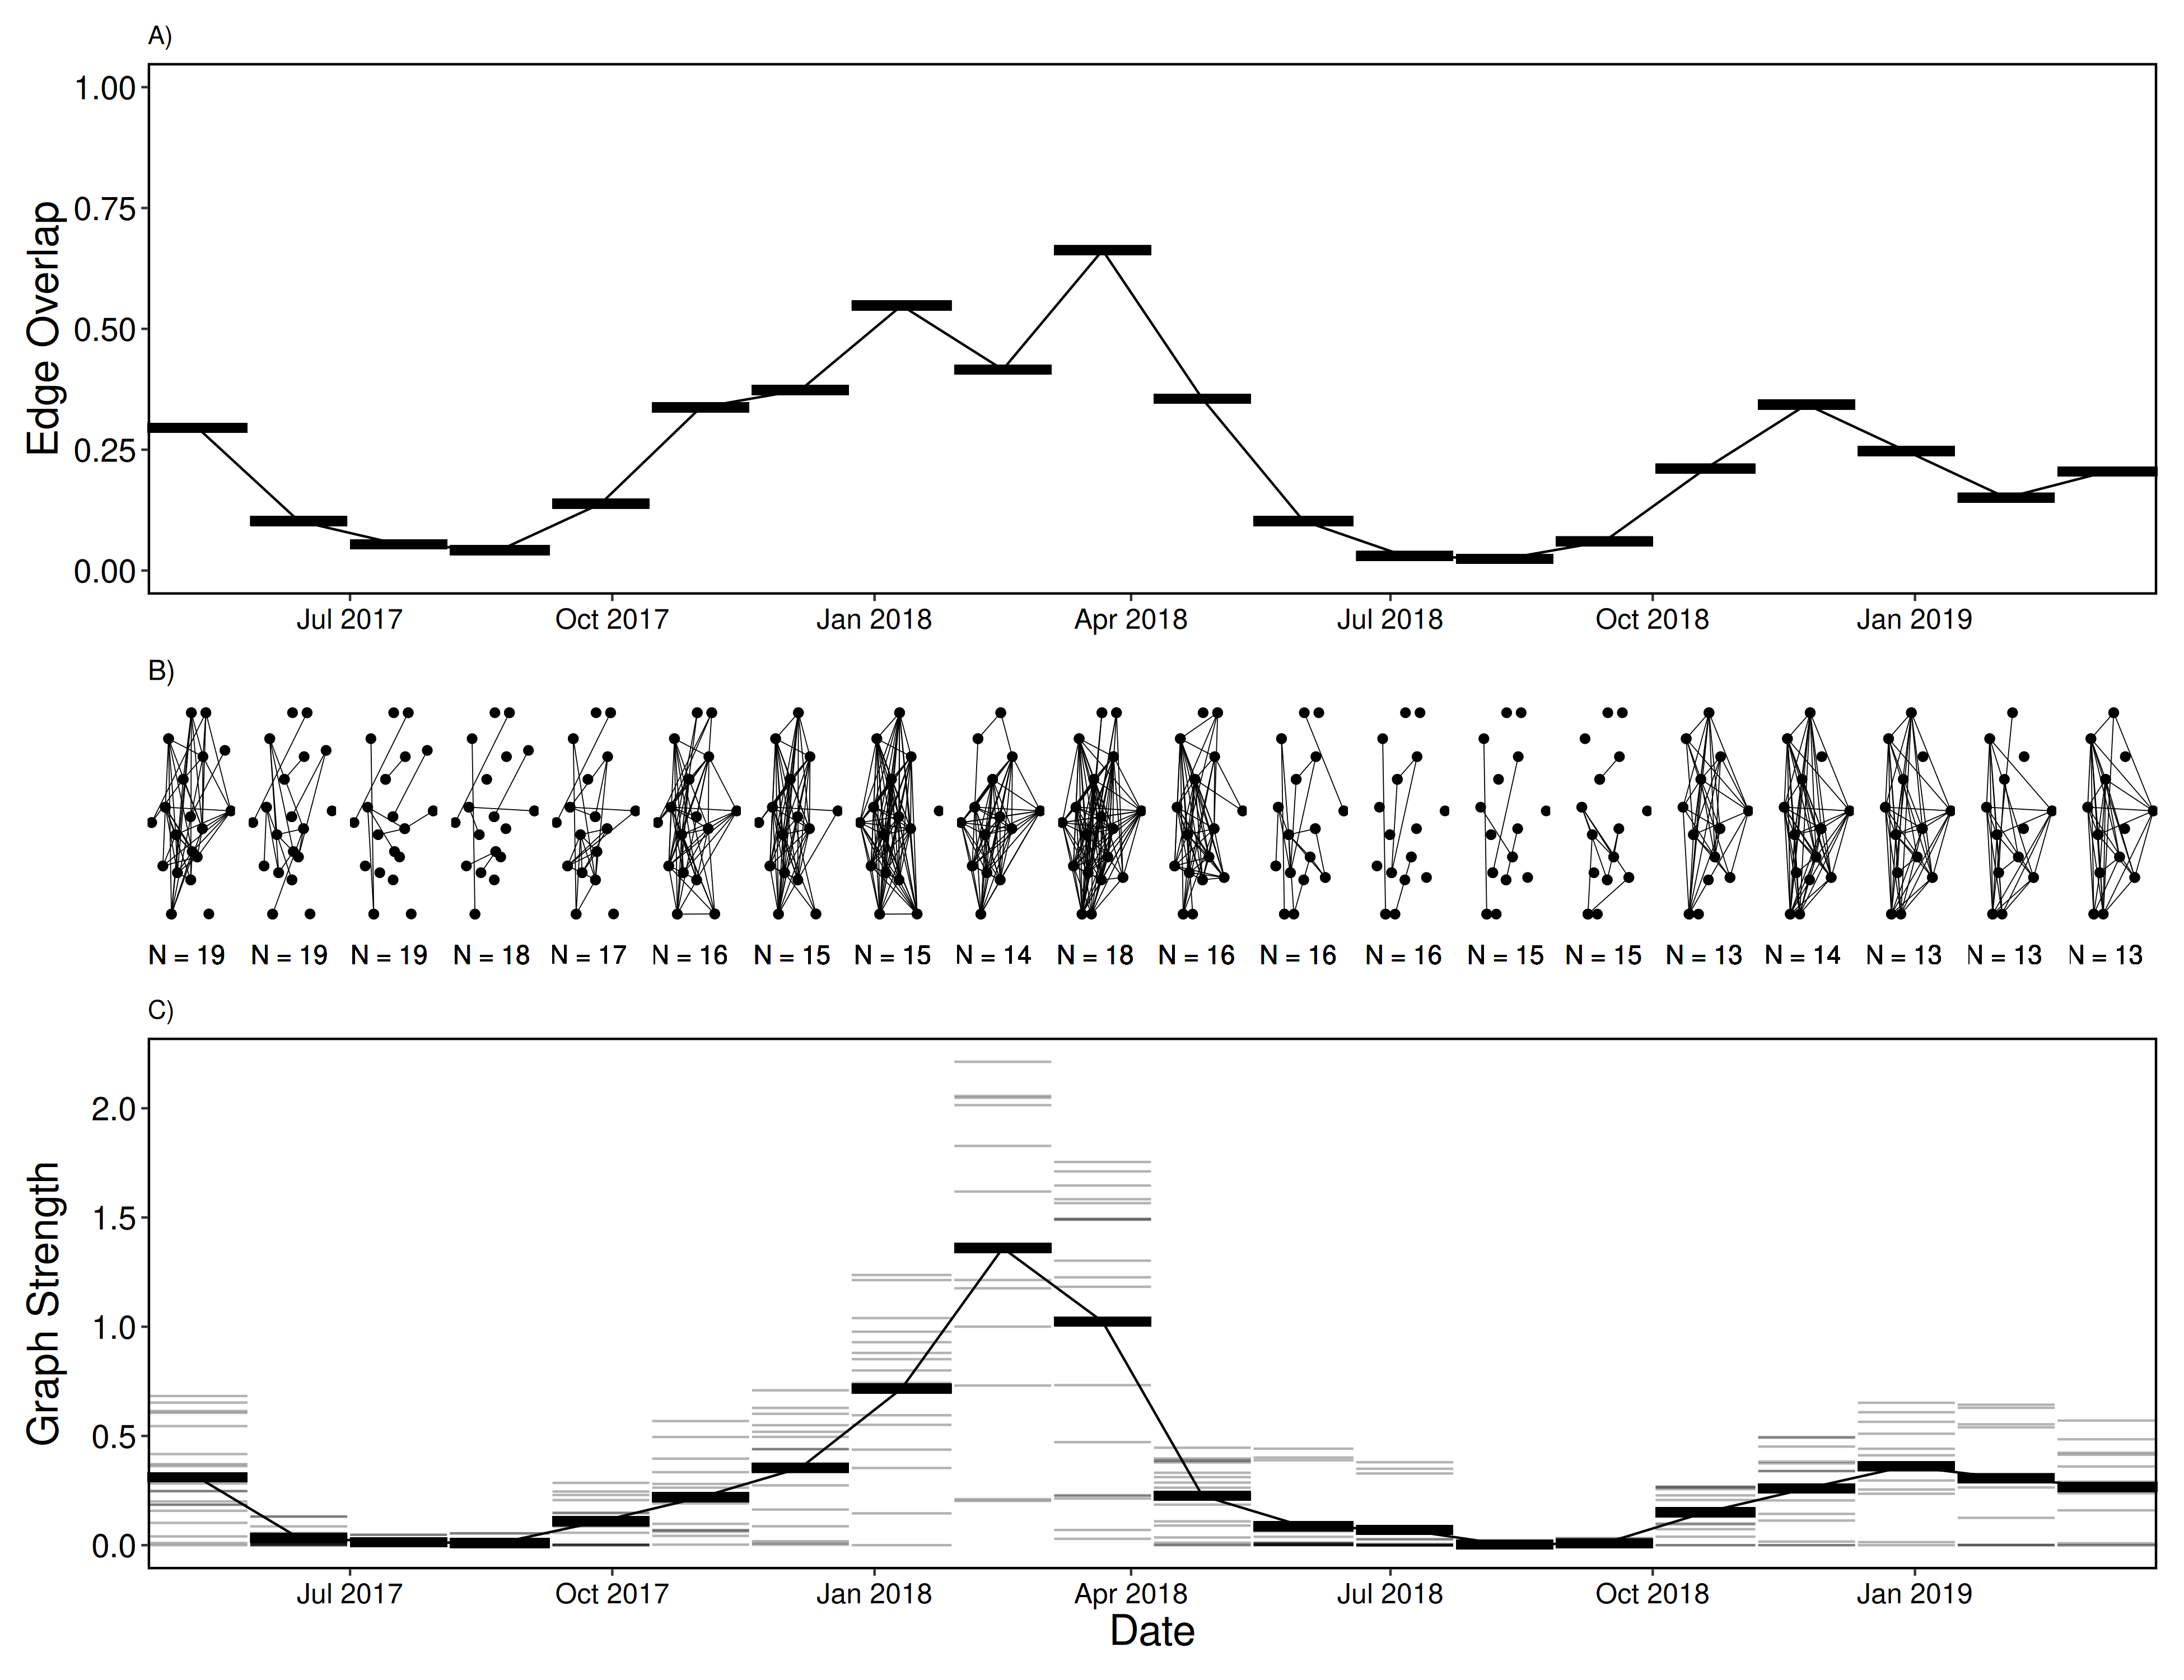 A)
1.00
0.75
0.50
0.25
0.00
Edge Overlap
Jul 2017 Oct 2017 Jan 2018 Apr 2018 Jul 2018 Oct 2018 Jan 2019
B)
N = 19 N = 19 N = 19 N = 18 N = 17 N = 16 N = 15 N = 15 N = 14 N = 18 N = 16 N = 16 N = 16 N = 15 N = 15 N = 13 N = 14 N = 13 N = 13 N = 13
C)
2.0
1.5
1.0
0.5
0.0
Graph Strength
Jul 2017 Oct 2017 Jan 2018 Apr 2018 Jul 2018 Oct 2018 Jan 2019
Date